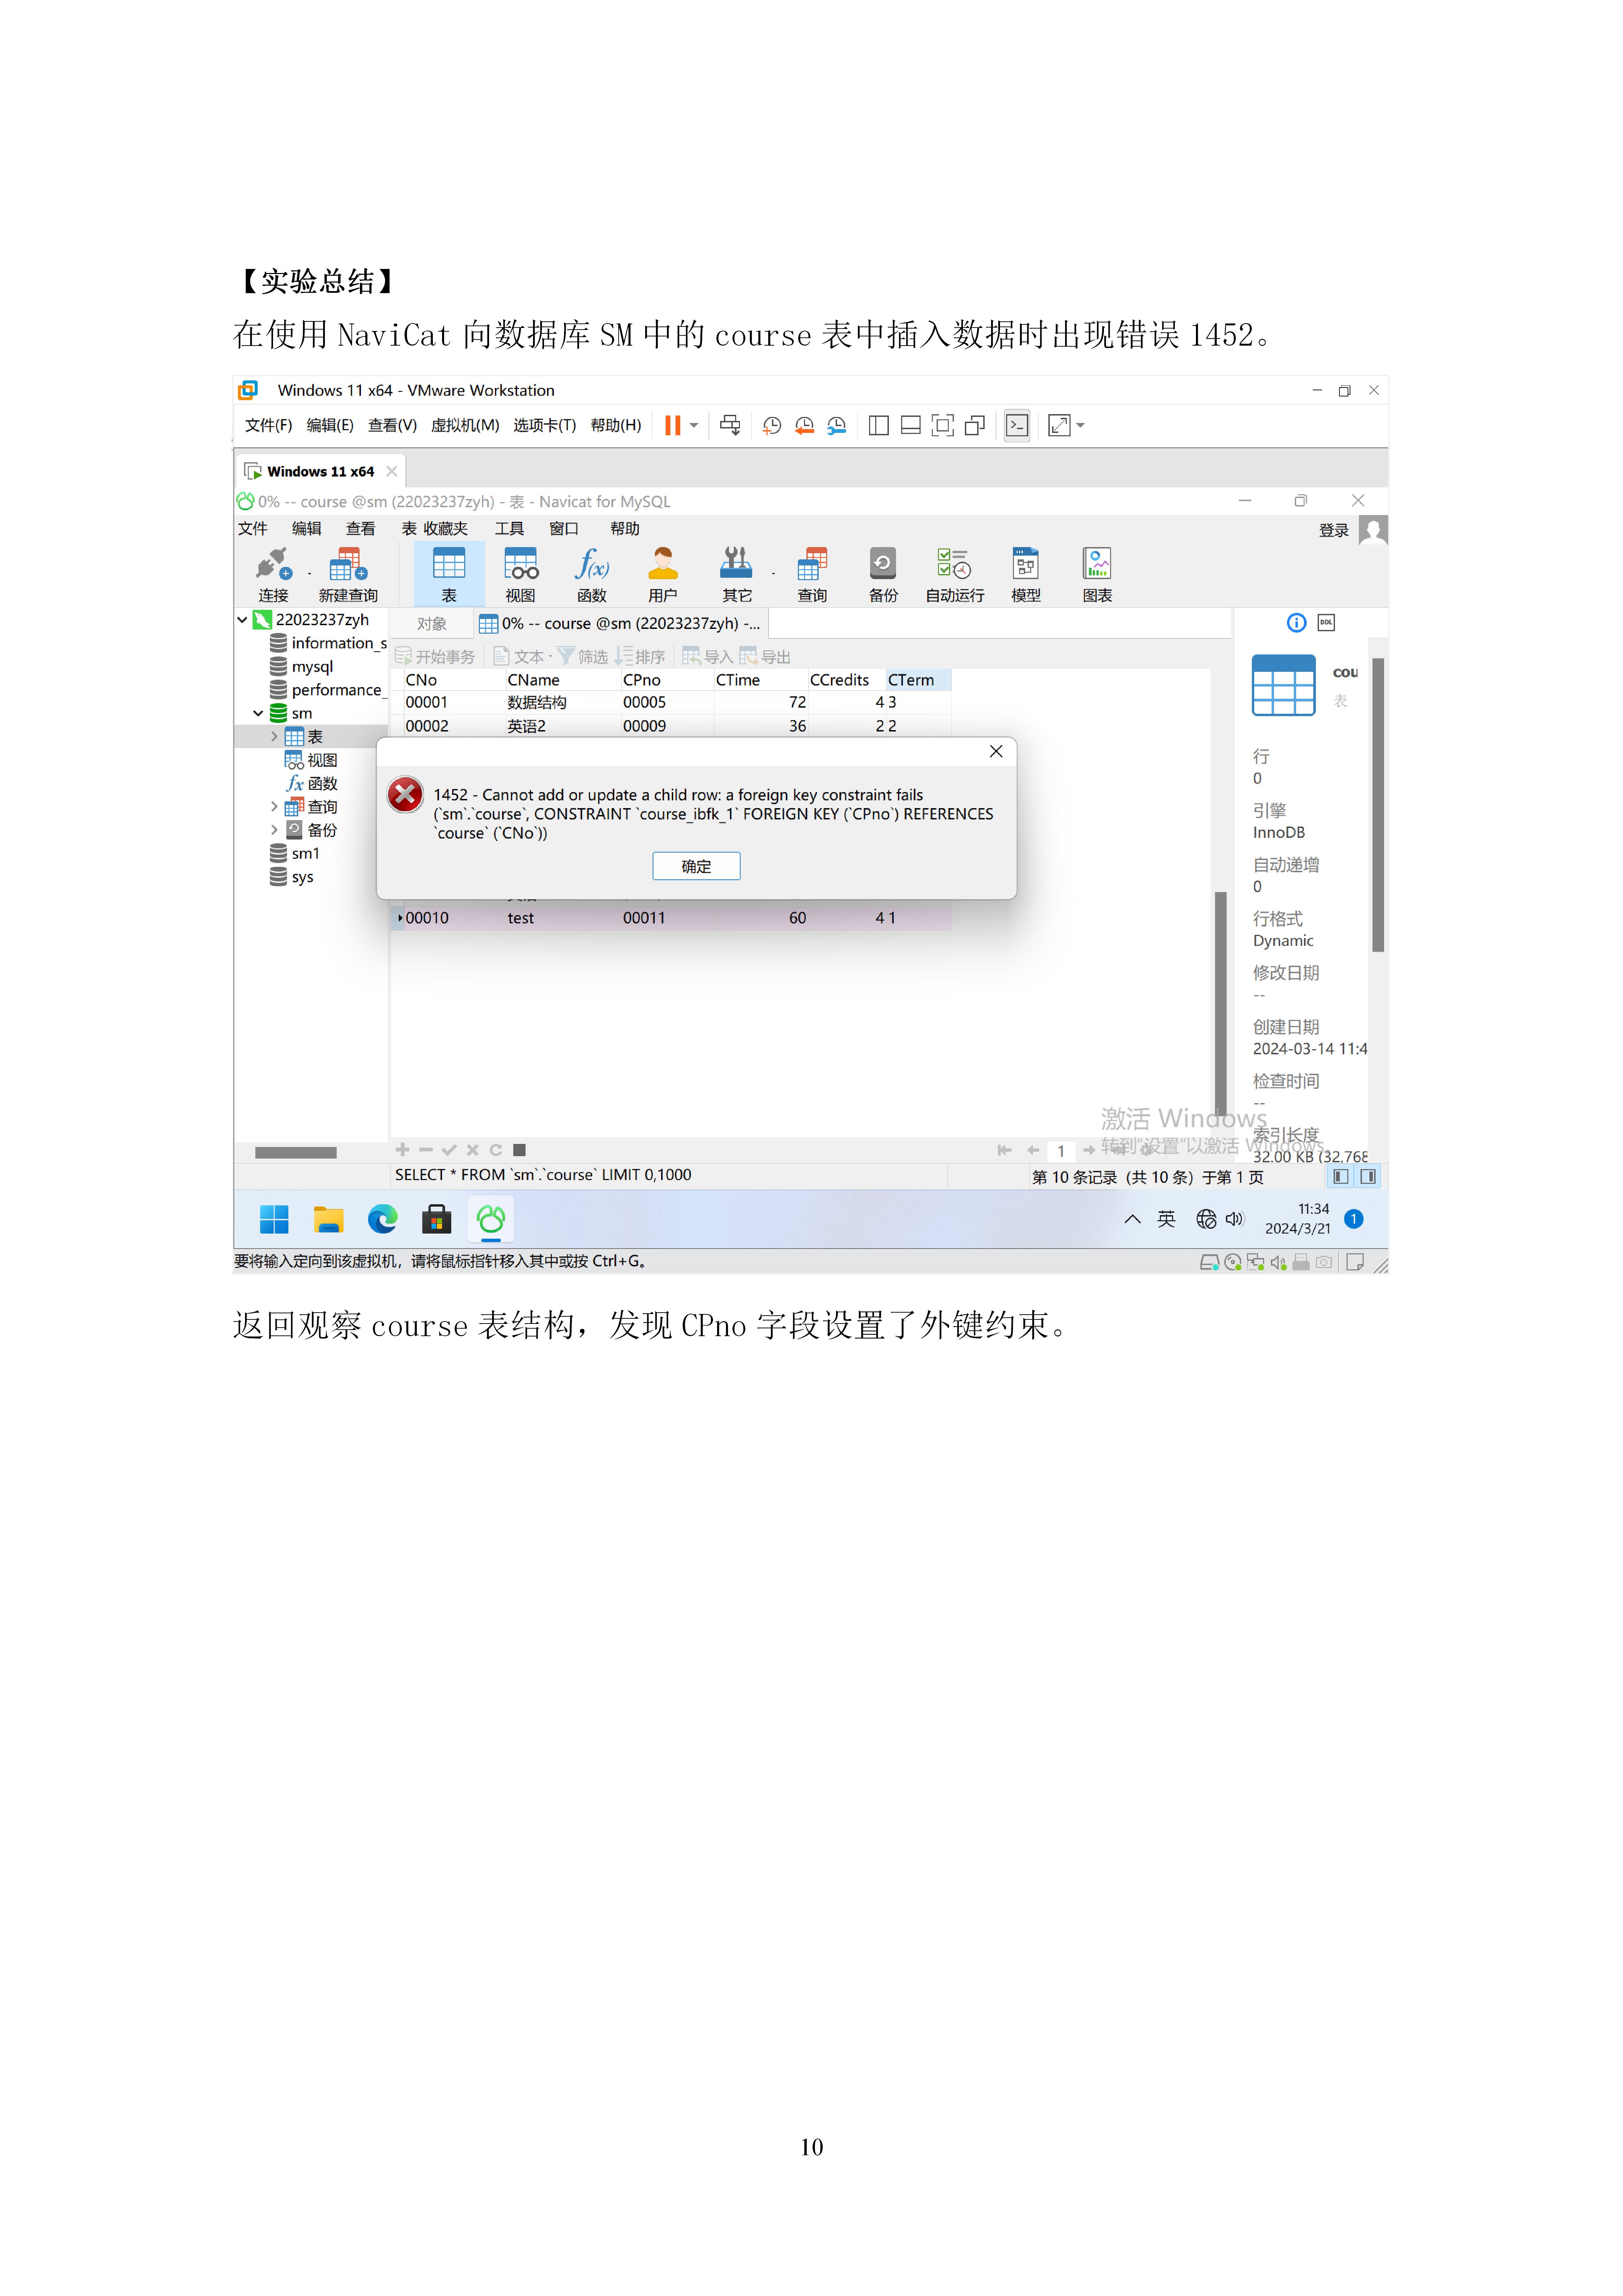 【实验总结】
在使用 NaviCat 向数据库 SM 中的 course 表中插入数据时出现错误 1452。
Windows 11 x64 - VMware Workstation
文件(F) 编辑(E) 查看(V) 虚拟机(M) 选项卡(T) 帮助(H)
Windows 11 x64
0% -- course @sm (22023237zyh) - 表 - Navicat for MySQL
文件 编辑 查看 表 收藏夹 工具 窗口 帮助 登录
连接 新建查询 表 视图 函数 用户 其它 查询 备份 自动运行 模型 图表
22023237zyh
information_s
mysql
performance_
sm
表
视图
函数
查询
备份
sm1
sys
对象 0% -- course @sm (22023237zyh) -...
开始事务 文本 筛选 排序 导入 导出
CNo CName CPno CTime CCredits CTerm
00001 数据结构 00005 72 4 3
00002 英语2 00009 36 2 2
1452 - Cannot add or update a child row: a foreign key constraint fails
(`sm`.`course`, CONSTRAINT `course_ibfk_1` FOREIGN KEY (`CPno`) REFERENCES
`course` (`CNo`))
确定
00010 test 00011 60 4 1
cou
表
行
0
引擎
InnoDB
自动递增
0
行格式
Dynamic
修改日期
--
创建日期
2024-03-14 11:4
检查时间
--
索引长度
32.00 KB (32,768
激活 Windows
转到"设置"以激活 Windows。
1
SELECT * FROM `sm`.`course` LIMIT 0,1000
第 10 条记录 (共 10 条) 于第 1 页
英
11:34
2024/3/21
1
要将输入定向到该虚拟机，请将鼠标指针移入其中或按 Ctrl+G。
返回观察 course 表结构，发现 CPno 字段设置了外键约束。
10